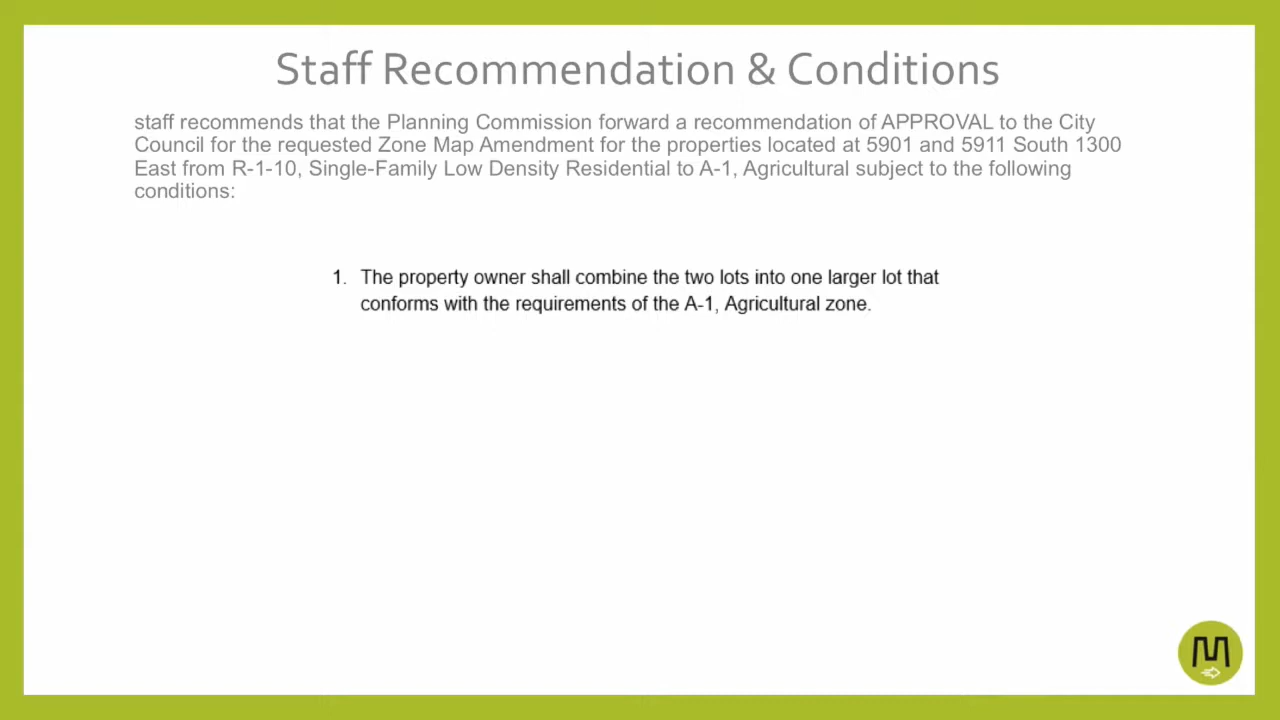 Staff Recommendation & Conditions
staff recommends that the Planning Commission forward a recommendation of APPROVAL to the City
Council for the requested Zone Map Amendment for the properties located at 5901 and 5911 South 1300
East from R-1-10, Single-Family Low Density Residential to A-1, Agricultural subject to the following
conditions:
1. The property owner shall combine the two lots into one larger lot that
conforms with the requirements of the A-1, Agricultural zone.
M